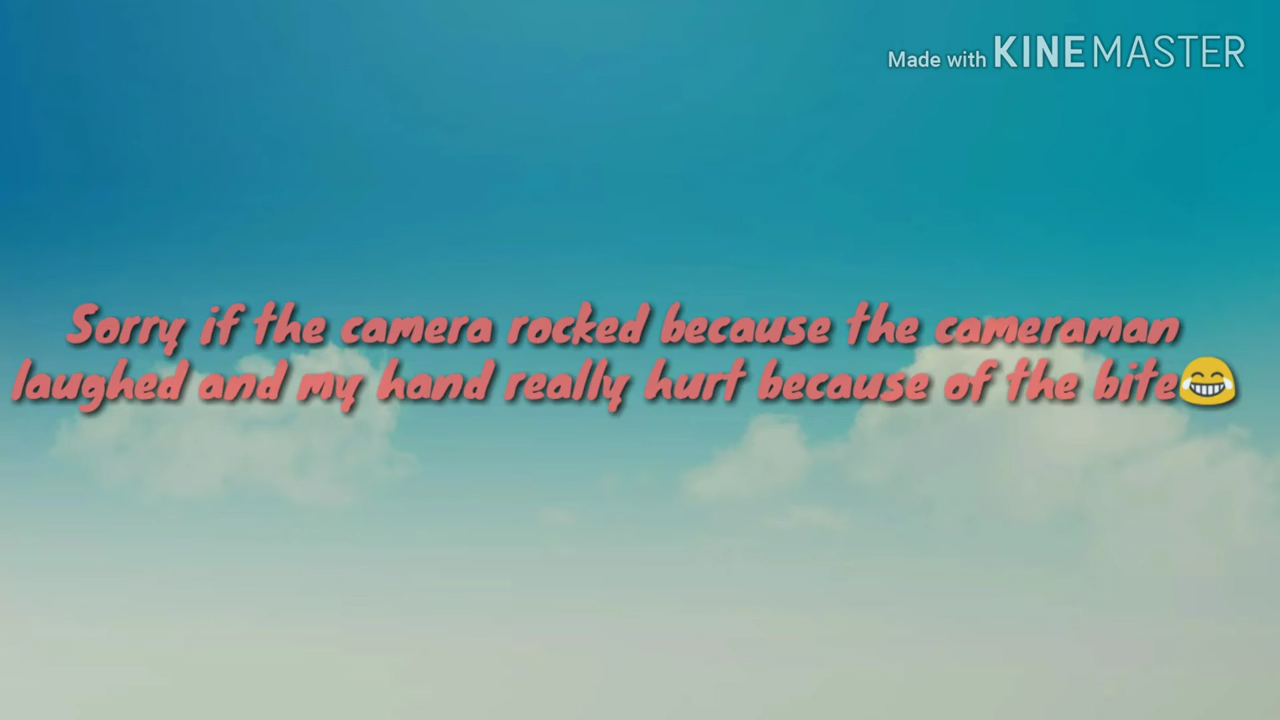 Made with KINEMASTER
Sorry if the camera rocked because the cameraman
laughed and my hand really hurt because of the bite😂